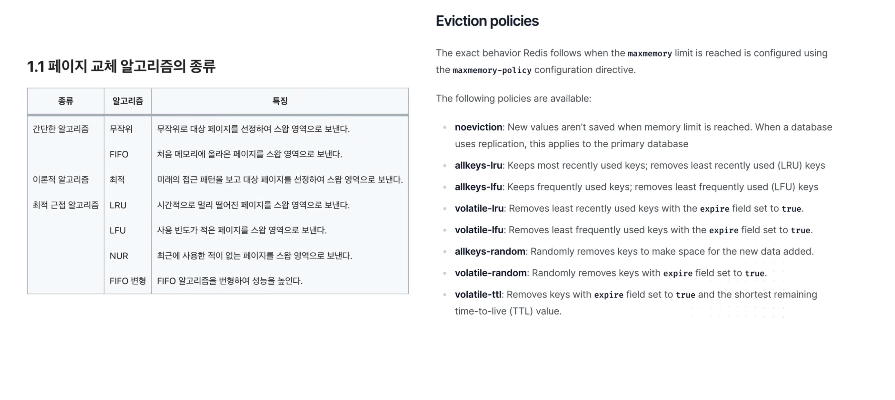 1.1 페이지 교체 알고리즘의 종류
종류 알고리즘 특징
간단한 알고리즘 무작위 무작위로 대상 페이지를 선정하여 스왑 영역으로 보낸다.
FIFO 처음 메모리에 올라온 페이지를 스왑 영역으로 보낸다.
이론적 알고리즘 최적 미래의 접근 패턴을 보고 대상 페이지를 선정하여 스왑 영역으로 보낸다.
최적 근접 알고리즘 LRU 시간적으로 멀리 떨어진 페이지를 스왑 영역으로 보낸다.
LFU 사용 빈도가 적은 페이지를 스왑 영역으로 보낸다.
NUR 최근에 사용한 적이 없는 페이지를 스왑 영역으로 보낸다.
FIFO 변형 FIFO 알고리즘을 변형하여 성능을 높인다.
Eviction policies
The exact behavior Redis follows when the maxmemory limit is reached is configured using
the maxmemory-policy configuration directive.
The following policies are available:
noeviction: New values aren't saved when memory limit is reached. When a database
uses replication, this applies to the primary database
allkeys-lru: Keeps most recently used keys; removes least recently used (LRU) keys
allkeys-lfu: Keeps frequently used keys; removes least frequently used (LFU) keys
volatile-lru: Removes least recently used keys with the expire field set to true.
volatile-lfu: Removes least frequently used keys with the expire field set to true.
allkeys-random: Randomly removes keys to make space for the new data added.
volatile-random: Randomly removes keys with expire field set to true.
volatile-ttl: Removes keys with expire field set to true and the shortest remaining
time-to-live (TTL) value.